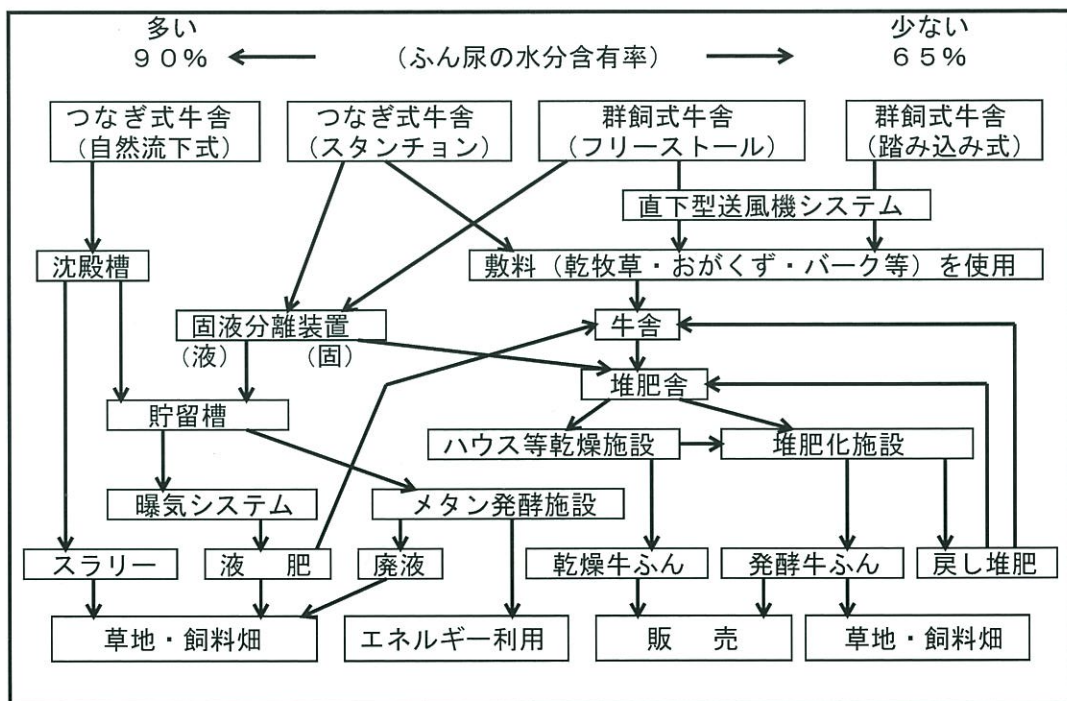 多い
少ない
９０％
（ふん尿の水分含有率）
６５％
つなぎ式牛舎
（自然流下式）
つなぎ式牛舎
（スタンチョン）
群飼式牛舎
（フリーストール）
群飼式牛舎
（踏み込み式）
直下型送風機システム
沈殿槽
敷料（乾牧草・おがくず・バーク等）を使用
固液分離装置
（液）
（固）
牛舎
堆肥舎
貯留槽
ハウス等乾燥施設
堆肥化施設
曝気システム
メタン発酵施設
スラリー
液　肥
廃液
乾燥牛ふん
発酵牛ふん
戻し堆肥
草地・飼料畑
エネルギー利用
販　売
草地・飼料畑